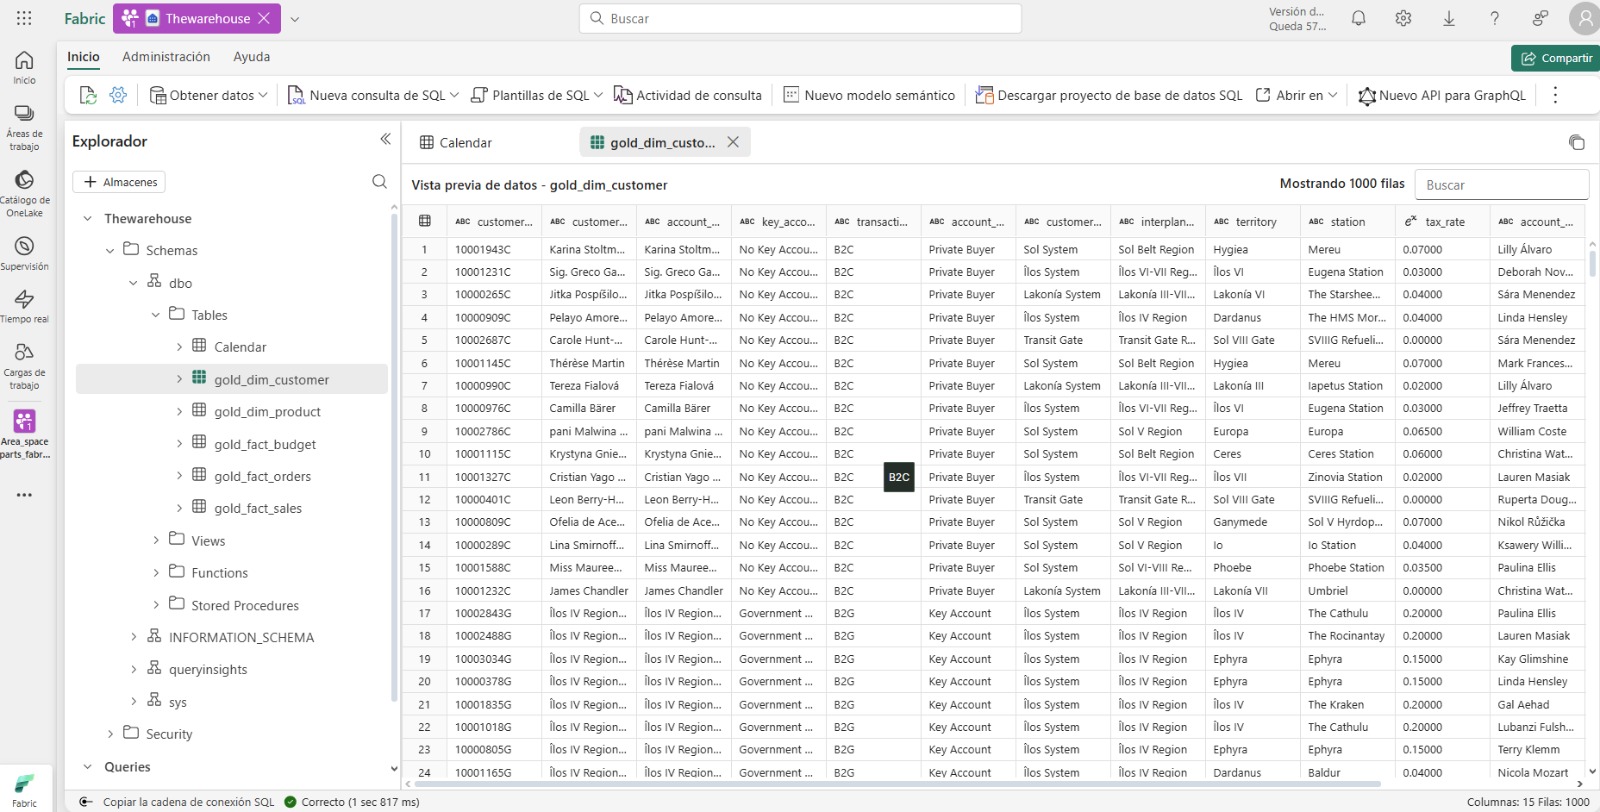 Fabric
Thewarehouse
Buscar
Versión d...
Queda 57...
Inicio
Áreas de
trabajo
Catálogo de
OneLake
Supervisión
Tiempo real
Cargas de
trabajo
Area_space
parts_fabr...
Fabric
Inicio Administración Ayuda
Compartir
Obtener datos Nueva consulta de SQL Plantillas de SQL Actividad de consulta Nuevo modelo semántico Descargar proyecto de base de datos SQL Abrir en Nuevo API para GraphQL
Explorador
+ Almacenes
Thewarehouse
Schemas
dbo
Tables
Calendar
gold_dim_customer
gold_dim_product
gold_fact_budget
gold_fact_orders
gold_fact_sales
Views
Functions
Stored Procedures
INFORMATION_SCHEMA
queryinsights
sys
Security
Queries
Calendar gold_dim_custo...
Vista previa de datos - gold_dim_customer Mostrando 1000 filas Buscar
ABC customer... ABC customer... ABC account_... ABC key_acco... ABC transacti... ABC account_... ABC customer... ABC interplan... ABC territory ABC station tax_rate ABC account_...
1 10001943C Karina Stoltm... Karina Stoltm... No Key Accou... B2C Private Buyer Sol System Sol Belt Region Hygiea Mereu 0.07000 Lilly Álvaro
2 10001231C Sig. Greco Ga... Sig. Greco Ga... No Key Accou... B2C Private Buyer Îlos System Îlos VI-VII Reg... Îlos VI Eugena Station 0.03000 Deborah Nov...
3 10000265C Jitka Pospíšilo... Jitka Pospíšilo... No Key Accou... B2C Private Buyer Lakonía System Lakonía III-VII... Lakonía VI The Starshee... 0.04000 Sára Menendez
4 10000909C Pelayo Amore... Pelayo Amore... No Key Accou... B2C Private Buyer Îlos System Îlos IV Region Dardanus The HMS Mor... 0.04000 Linda Hensley
5 10002687C Carole Hunt-... Carole Hunt-... No Key Accou... B2C Private Buyer Transit Gate Transit Gate R... Sol VIII Gate SVIIIG Refueli... 0.00000 Sára Menendez
6 10001145C Thérèse Martin Thérèse Martin No Key Accou... B2C Private Buyer Sol System Sol Belt Region Hygiea Mereu 0.07000 Mark Frances...
7 10000990C Tereza Fialová Tereza Fialová No Key Accou... B2C Private Buyer Lakonía System Lakonía III-VII... Lakonía III Iapetus Station 0.02000 Lilly Álvaro
8 10000976C Camilla Bärer Camilla Bärer No Key Accou... B2C Private Buyer Îlos System Îlos VI-VII Reg... Îlos VI Eugena Station 0.03000 Jeffrey Traetta
9 10002786C pani Malwina ... pani Malwina ... No Key Accou... B2C Private Buyer Sol System Sol V Region Europa Europa 0.06500 William Coste
10 10001115C Krystyna Gnie... Krystyna Gnie... No Key Accou... B2C Private Buyer Sol System Sol Belt Region Ceres Ceres Station 0.06000 Christina Wat...
11 10001327C Cristian Yago ... Cristian Yago ... No Key Accou... B2C B2C Private Buyer Îlos System Îlos VI-VII Reg... Îlos VII Zinovia Station 0.02000 Lauren Masiak
12 10000401C Leon Berry-H... Leon Berry-H... No Key Accou... B2C Private Buyer Transit Gate Transit Gate R... Sol VIII Gate SVIIIG Refueli... 0.00000 Ruperta Doug...
13 10000809C Ofelia de Ace... Ofelia de Ace... No Key Accou... B2C Private Buyer Sol System Sol V Region Ganymede Sol V Hyrdop... 0.07000 Nikol Růžička
14 10000289C Lina Smirnoff... Lina Smirnoff... No Key Accou... B2C Private Buyer Sol System Sol V Region Io Io Station 0.04000 Ksawery Willi...
15 10001588C Miss Mauree... Miss Mauree... No Key Accou... B2C Private Buyer Sol System Sol VI-VIII Re... Phoebe Phoebe Station 0.03500 Paulina Ellis
16 10001232C James Chandler James Chandler No Key Accou... B2C Private Buyer Lakonía System Lakonía III-VII... Lakonía VII Umbriel 0.00000 Christina Wat...
17 10002843G Îlos IV Region... Îlos IV Region... Government ... B2G Key Account Îlos System Îlos IV Region Îlos IV The Cathulu 0.20000 Paulina Ellis
18 10002488G Îlos IV Region... Îlos IV Region... Government ... B2G Key Account Îlos System Îlos IV Region Îlos IV The Rocinantay 0.20000 Lauren Masiak
19 10003034G Îlos IV Region... Îlos IV Region... Government ... B2G Key Account Îlos System Îlos IV Region Ephyra Ephyra 0.15000 Kay Glimshine
20 10000378G Îlos IV Region... Îlos IV Region... Government ... B2G Key Account Îlos System Îlos IV Region Ephyra Ephyra 0.15000 Linda Hensley
21 10001835G Îlos IV Region... Îlos IV Region... Government ... B2G Key Account Îlos System Îlos IV Region Îlos IV The Kraken 0.20000 Gal Aehad
22 10001018G Îlos IV Region... Îlos IV Region... Government ... B2G Key Account Îlos System Îlos IV Region Îlos IV The Cathulu 0.20000 Lubanzi Fulsh...
23 10000805G Îlos IV Region... Îlos IV Region... Government ... B2G Key Account Îlos System Îlos IV Region Ephyra Ephyra 0.15000 Terry Klemm
24 10001165G Îlos IV Region... Îlos IV Region... Government ... B2G Key Account Îlos System Îlos IV Region Dardanus Baldur 0.04000 Nicola Mozart
Copiar la cadena de conexión SQL Correcto (1 sec 817 ms) Columnas: 15 Filas: 1000